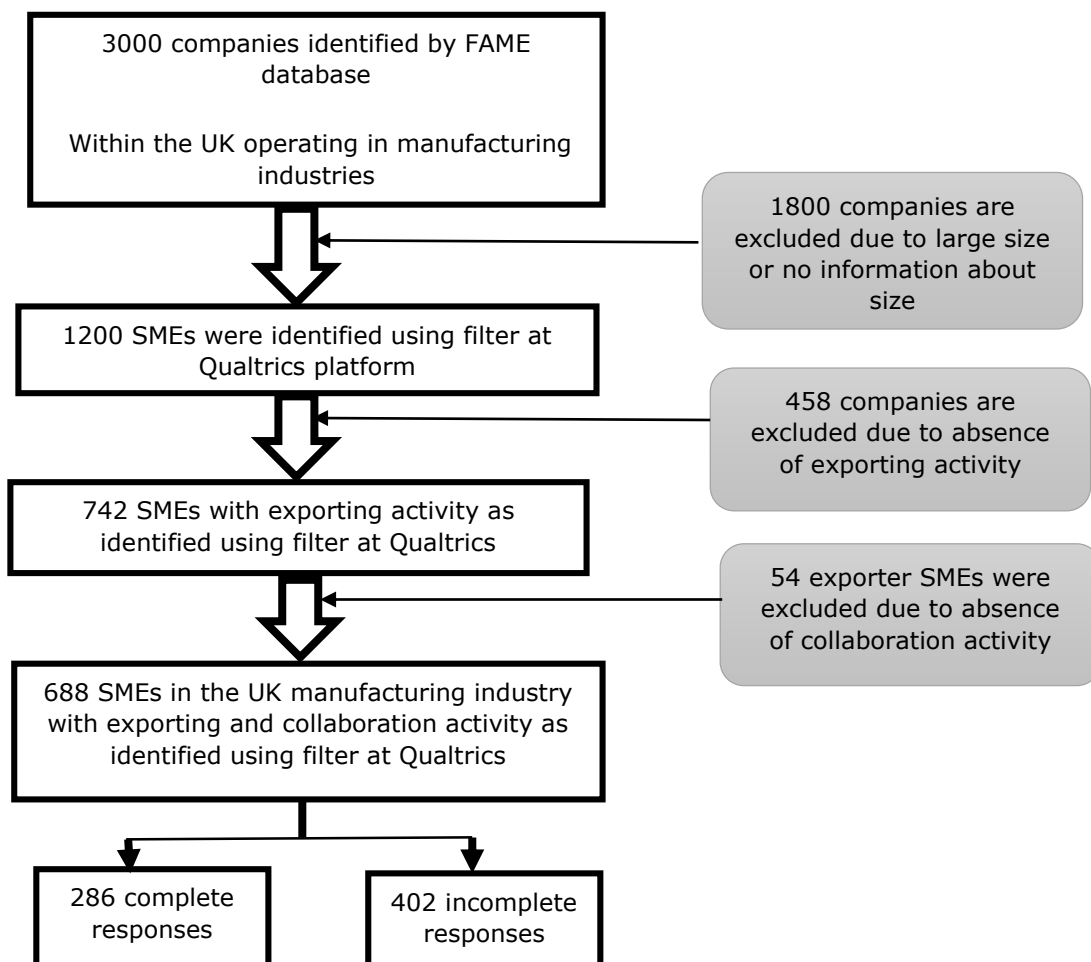 3000 companies identified by FAME
database
Within the UK operating in manufacturing
industries
1800 companies are
excluded due to large size
or no information about
size
1200 SMEs were identified using filter at
Qualtrics platform
458 companies are
excluded due to absence
of exporting activity
742 SMEs with exporting activity as
identified using filter at Qualtrics
54 exporter SMEs were
excluded due to absence
of collaboration activity
688 SMEs in the UK manufacturing industry
with exporting and collaboration activity as
identified using filter at Qualtrics
286 complete
responses
402 incomplete
responses